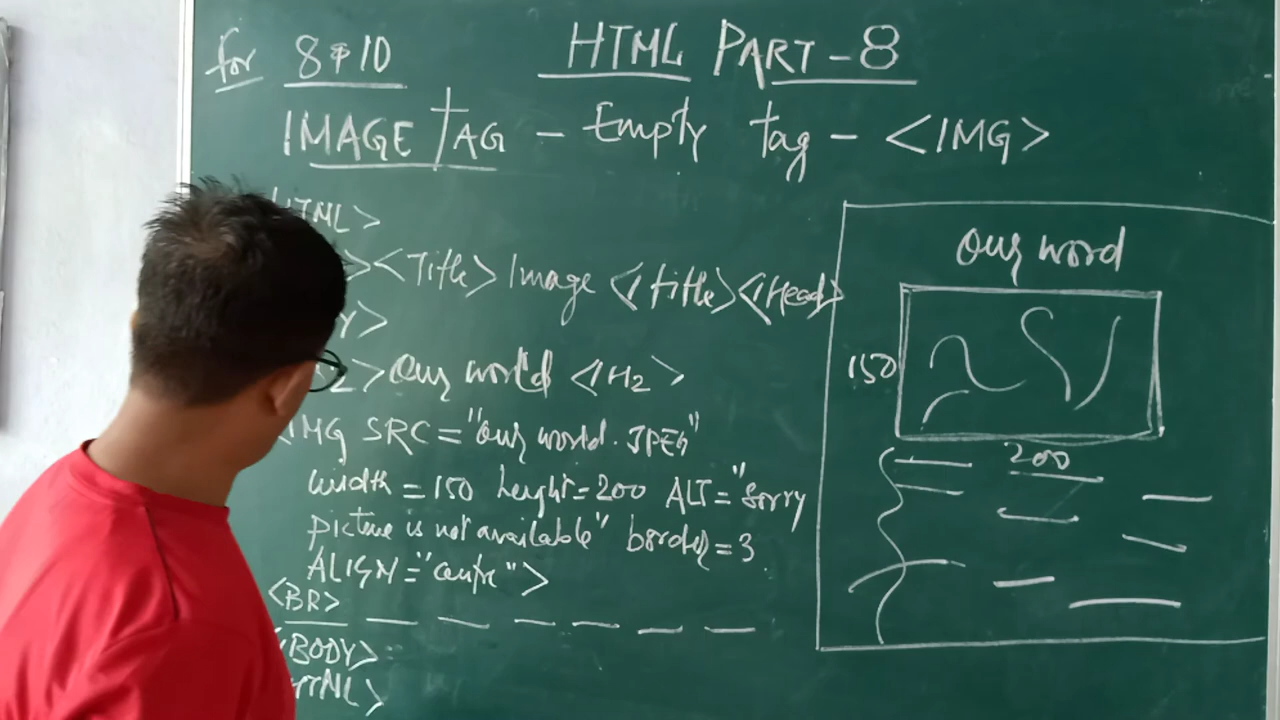 for 8 & 10 HTML PART - 8
IMAGE TAG - Empty tag - <IMG>
HTML>
><Title> Image </title></Head>
Y>
2>Our world </H2>
<IMG SRC="Our world. JPEG"
width = 150 height=200 ALT="Sorry
picture is not available" border=3
ALIGN="centre">
<BR>
<BODY>
HTML>
Our word
150
200